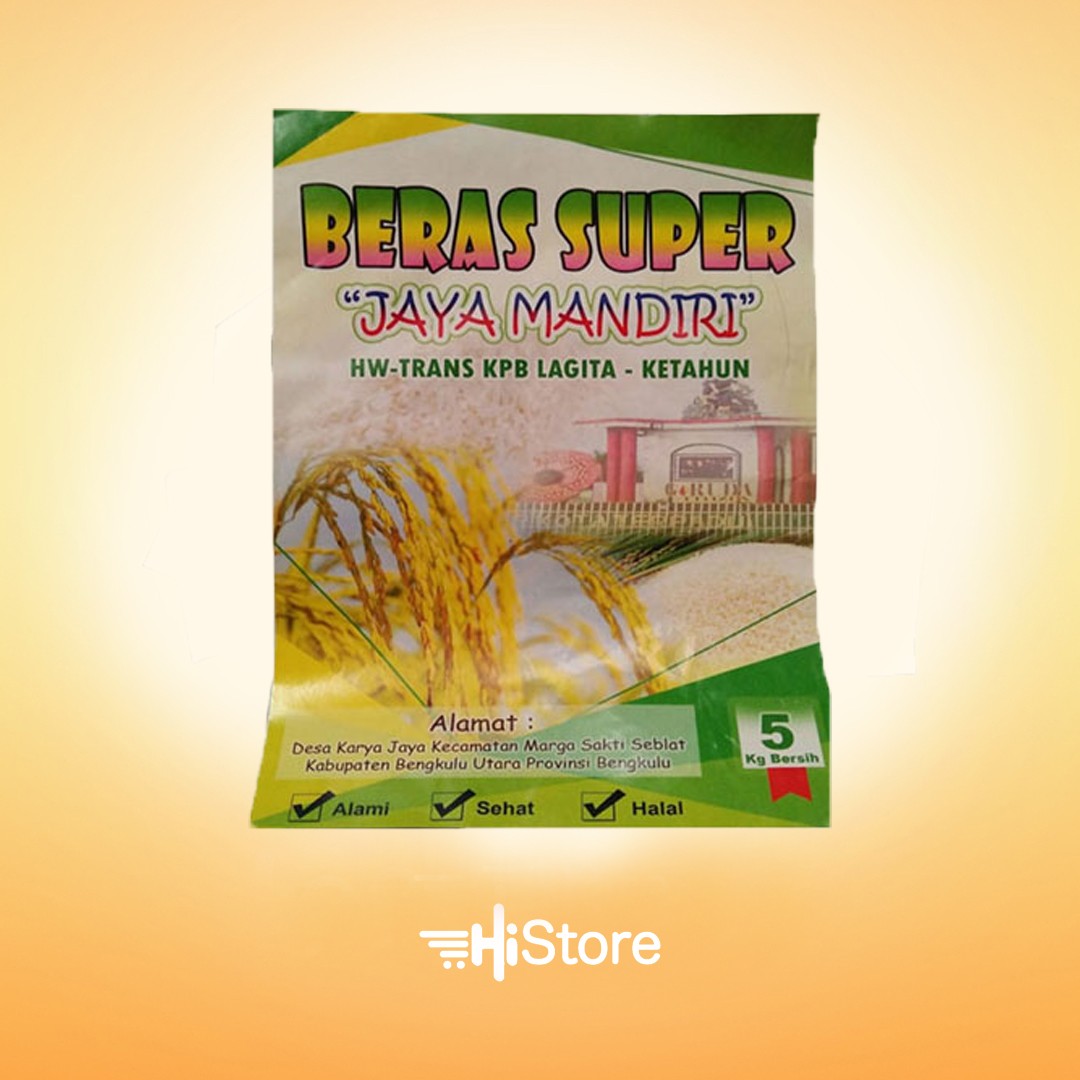 BERAS SUPER
"JAYA MANDIRI"
HW-TRANS KPB LAGITA - KETAHUN
GARUDA
Alamat :
Desa Karya Jaya Kecamatan Marga Sakti Seblat
Kabupaten Bengkulu Utara Provinsi Bengkulu
5
Kg Bersih
Alami
Sehat
Halal
HiStore